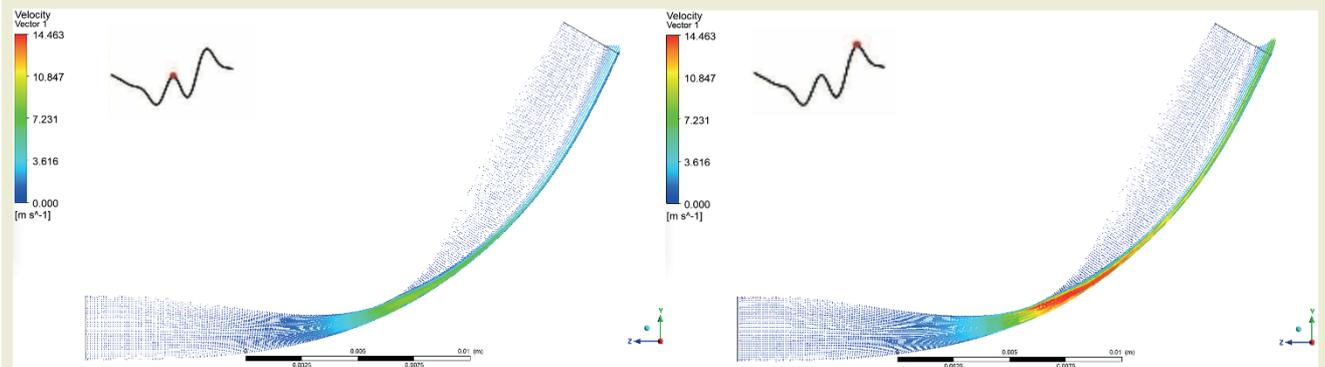 Velocity
Vector 1
14.463
10.847
7.231
3.616
0.000
[m s^-1]
0
0.005
0.01 (m)
0.0025
0.0075
Y
Z
Velocity
Vector 1
14.463
10.847
7.231
3.616
0.000
[m s^-1]
0
0.005
0.01 (m)
0.0025
0.0075
Y
Z